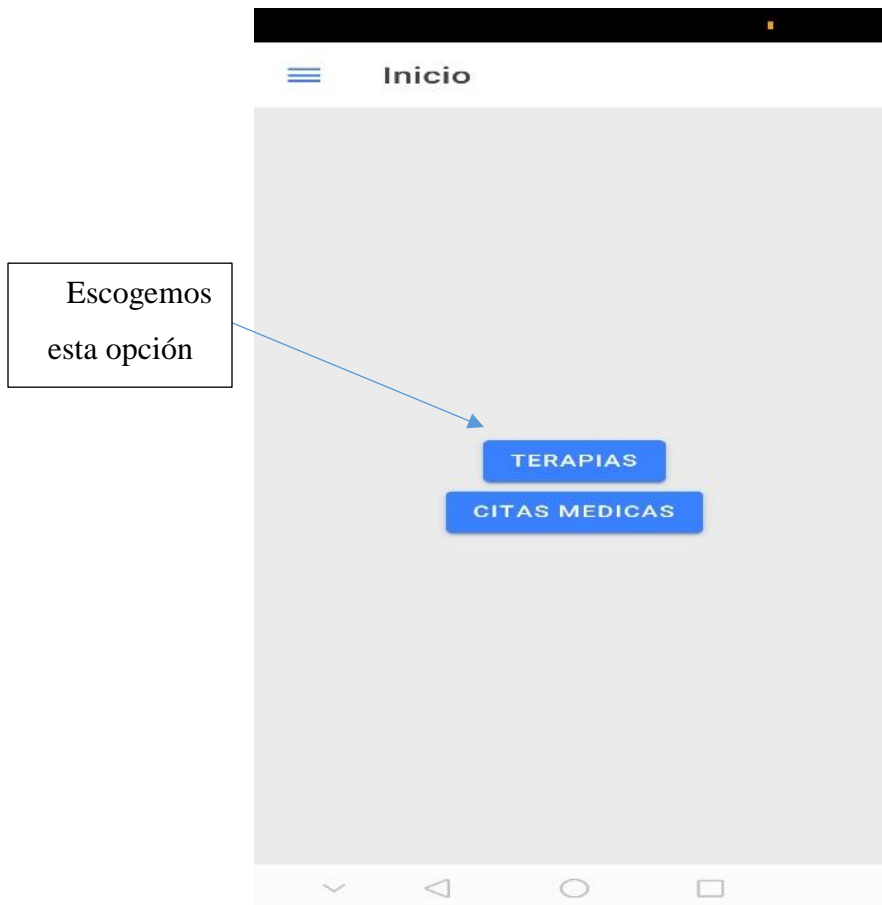 Inicio
Escogemos
esta opción
TERAPIAS
CITAS MEDICAS